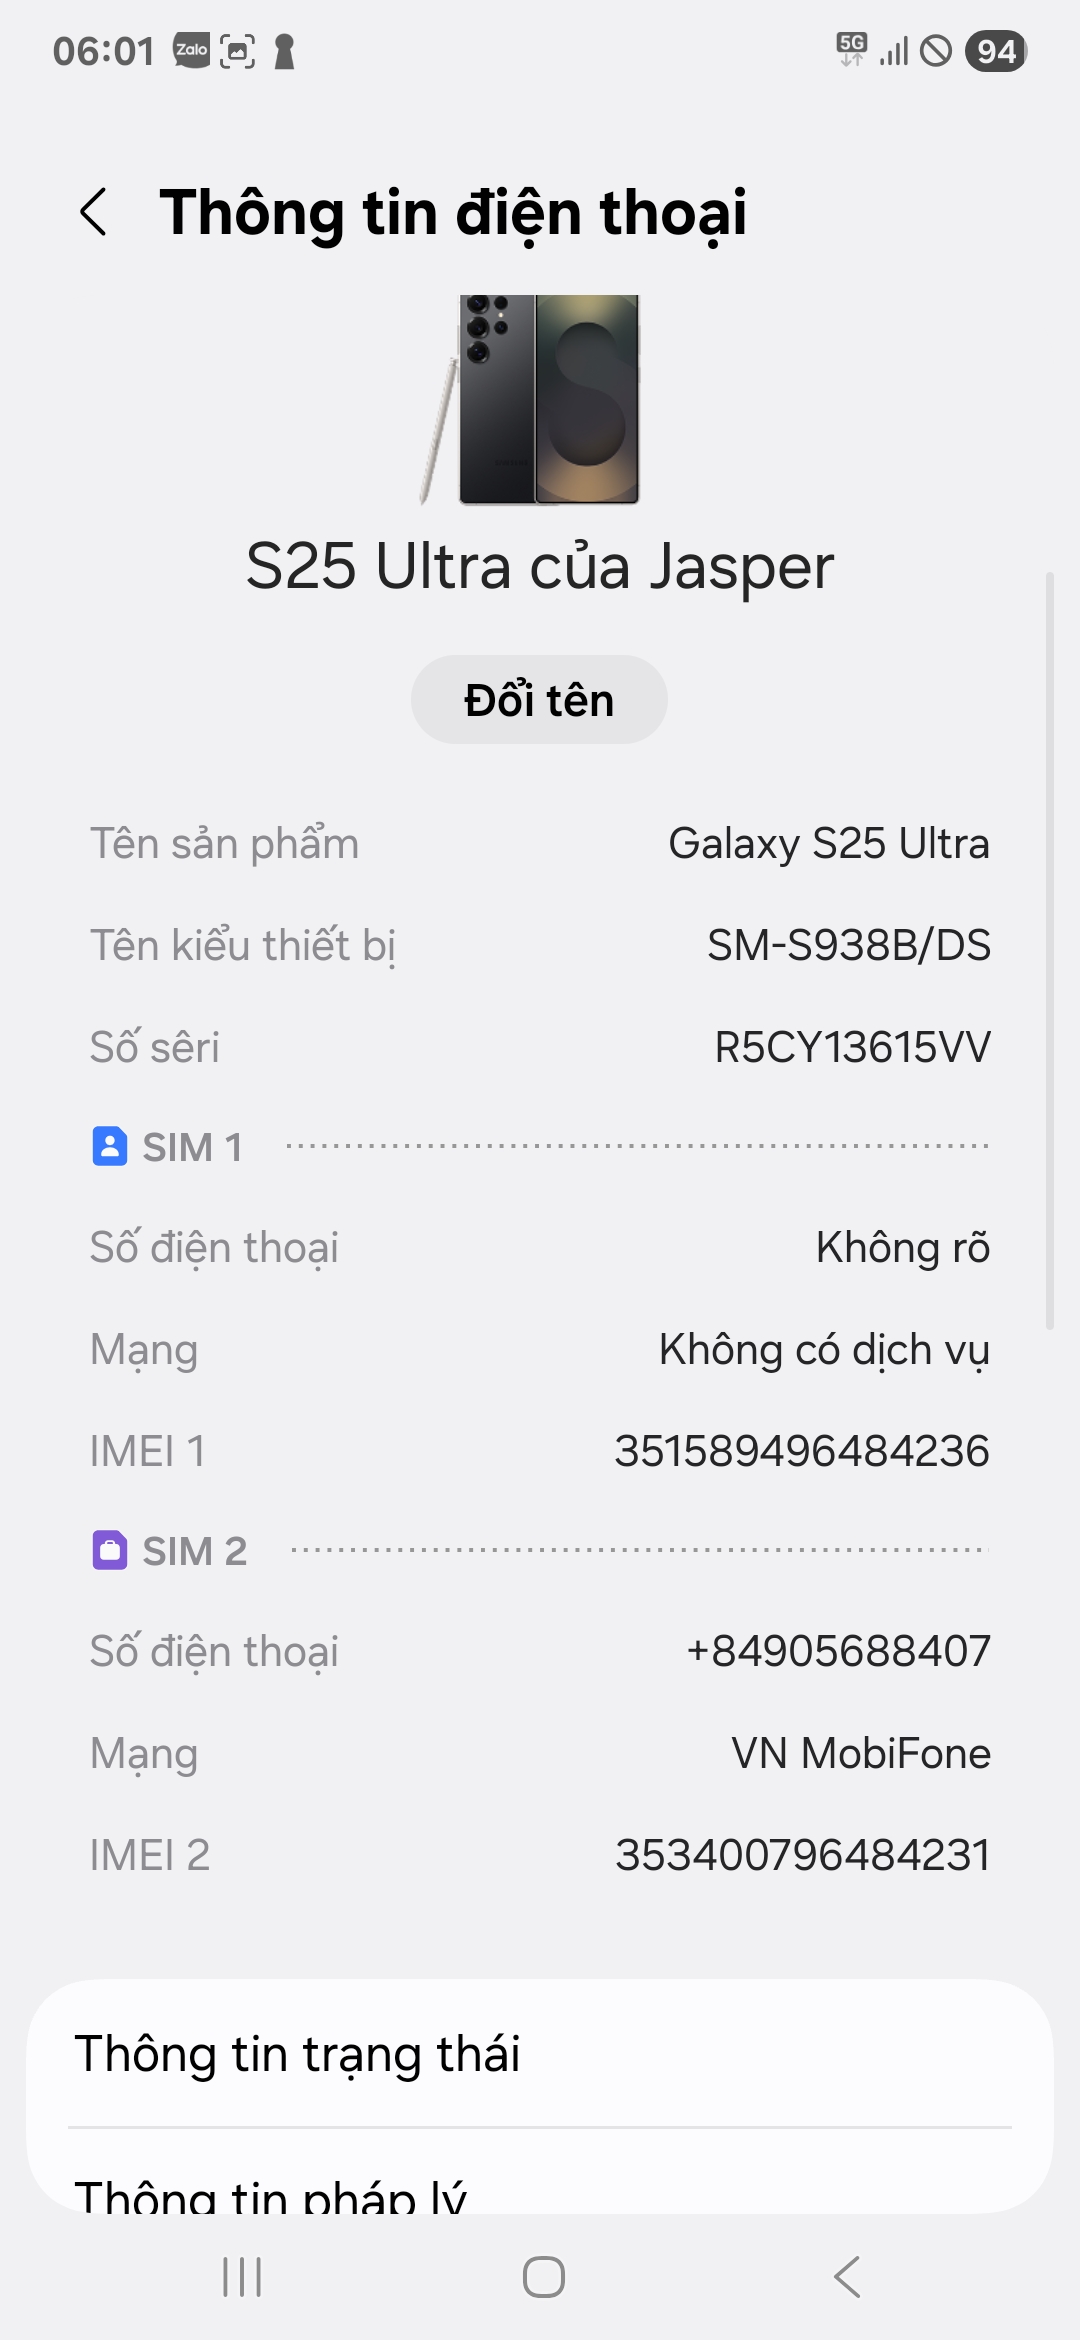 06:01 Zalo 5G 94
Thông tin điện thoại
S25 Ultra của Jasper
Đổi tên
Tên sản phẩm Galaxy S25 Ultra
Tên kiểu thiết bị SM-S938B/DS
Số sêri R5CY13615VV
SIM 1
Số điện thoại Không rõ
Mạng Không có dịch vụ
IMEI 1 351589496484236
SIM 2
Số điện thoại +84905688407
Mạng VN MobiFone
IMEI 2 353400796484231
Thông tin trạng thái
Thông tin pháp lý